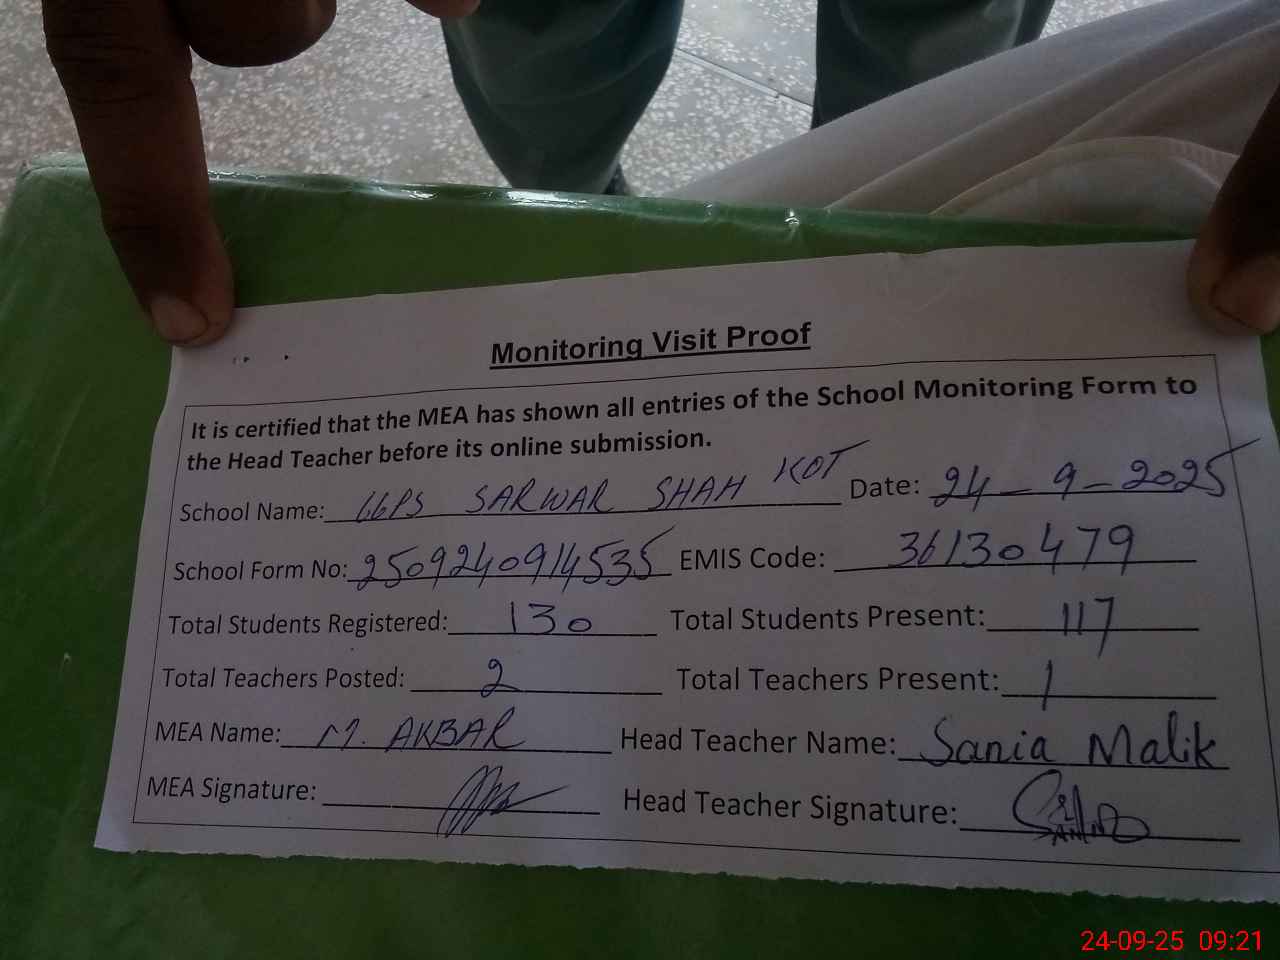 Monitoring Visit Proof
It is certified that the MEA has shown all entries of the School Monitoring Form to
the Head Teacher before its online submission.
School Name: GGPS SARWAR SHAH KOT Date: 24-9-2025
School Form No: 2509240914535 EMIS Code: 36130479
Total Students Registered: 130 Total Students Present: 117
Total Teachers Posted: 2 Total Teachers Present: 1
MEA Name: M. AKBAR Head Teacher Name: Sania Malik
MEA Signature: Head Teacher Signature:
24-09-25 09:21